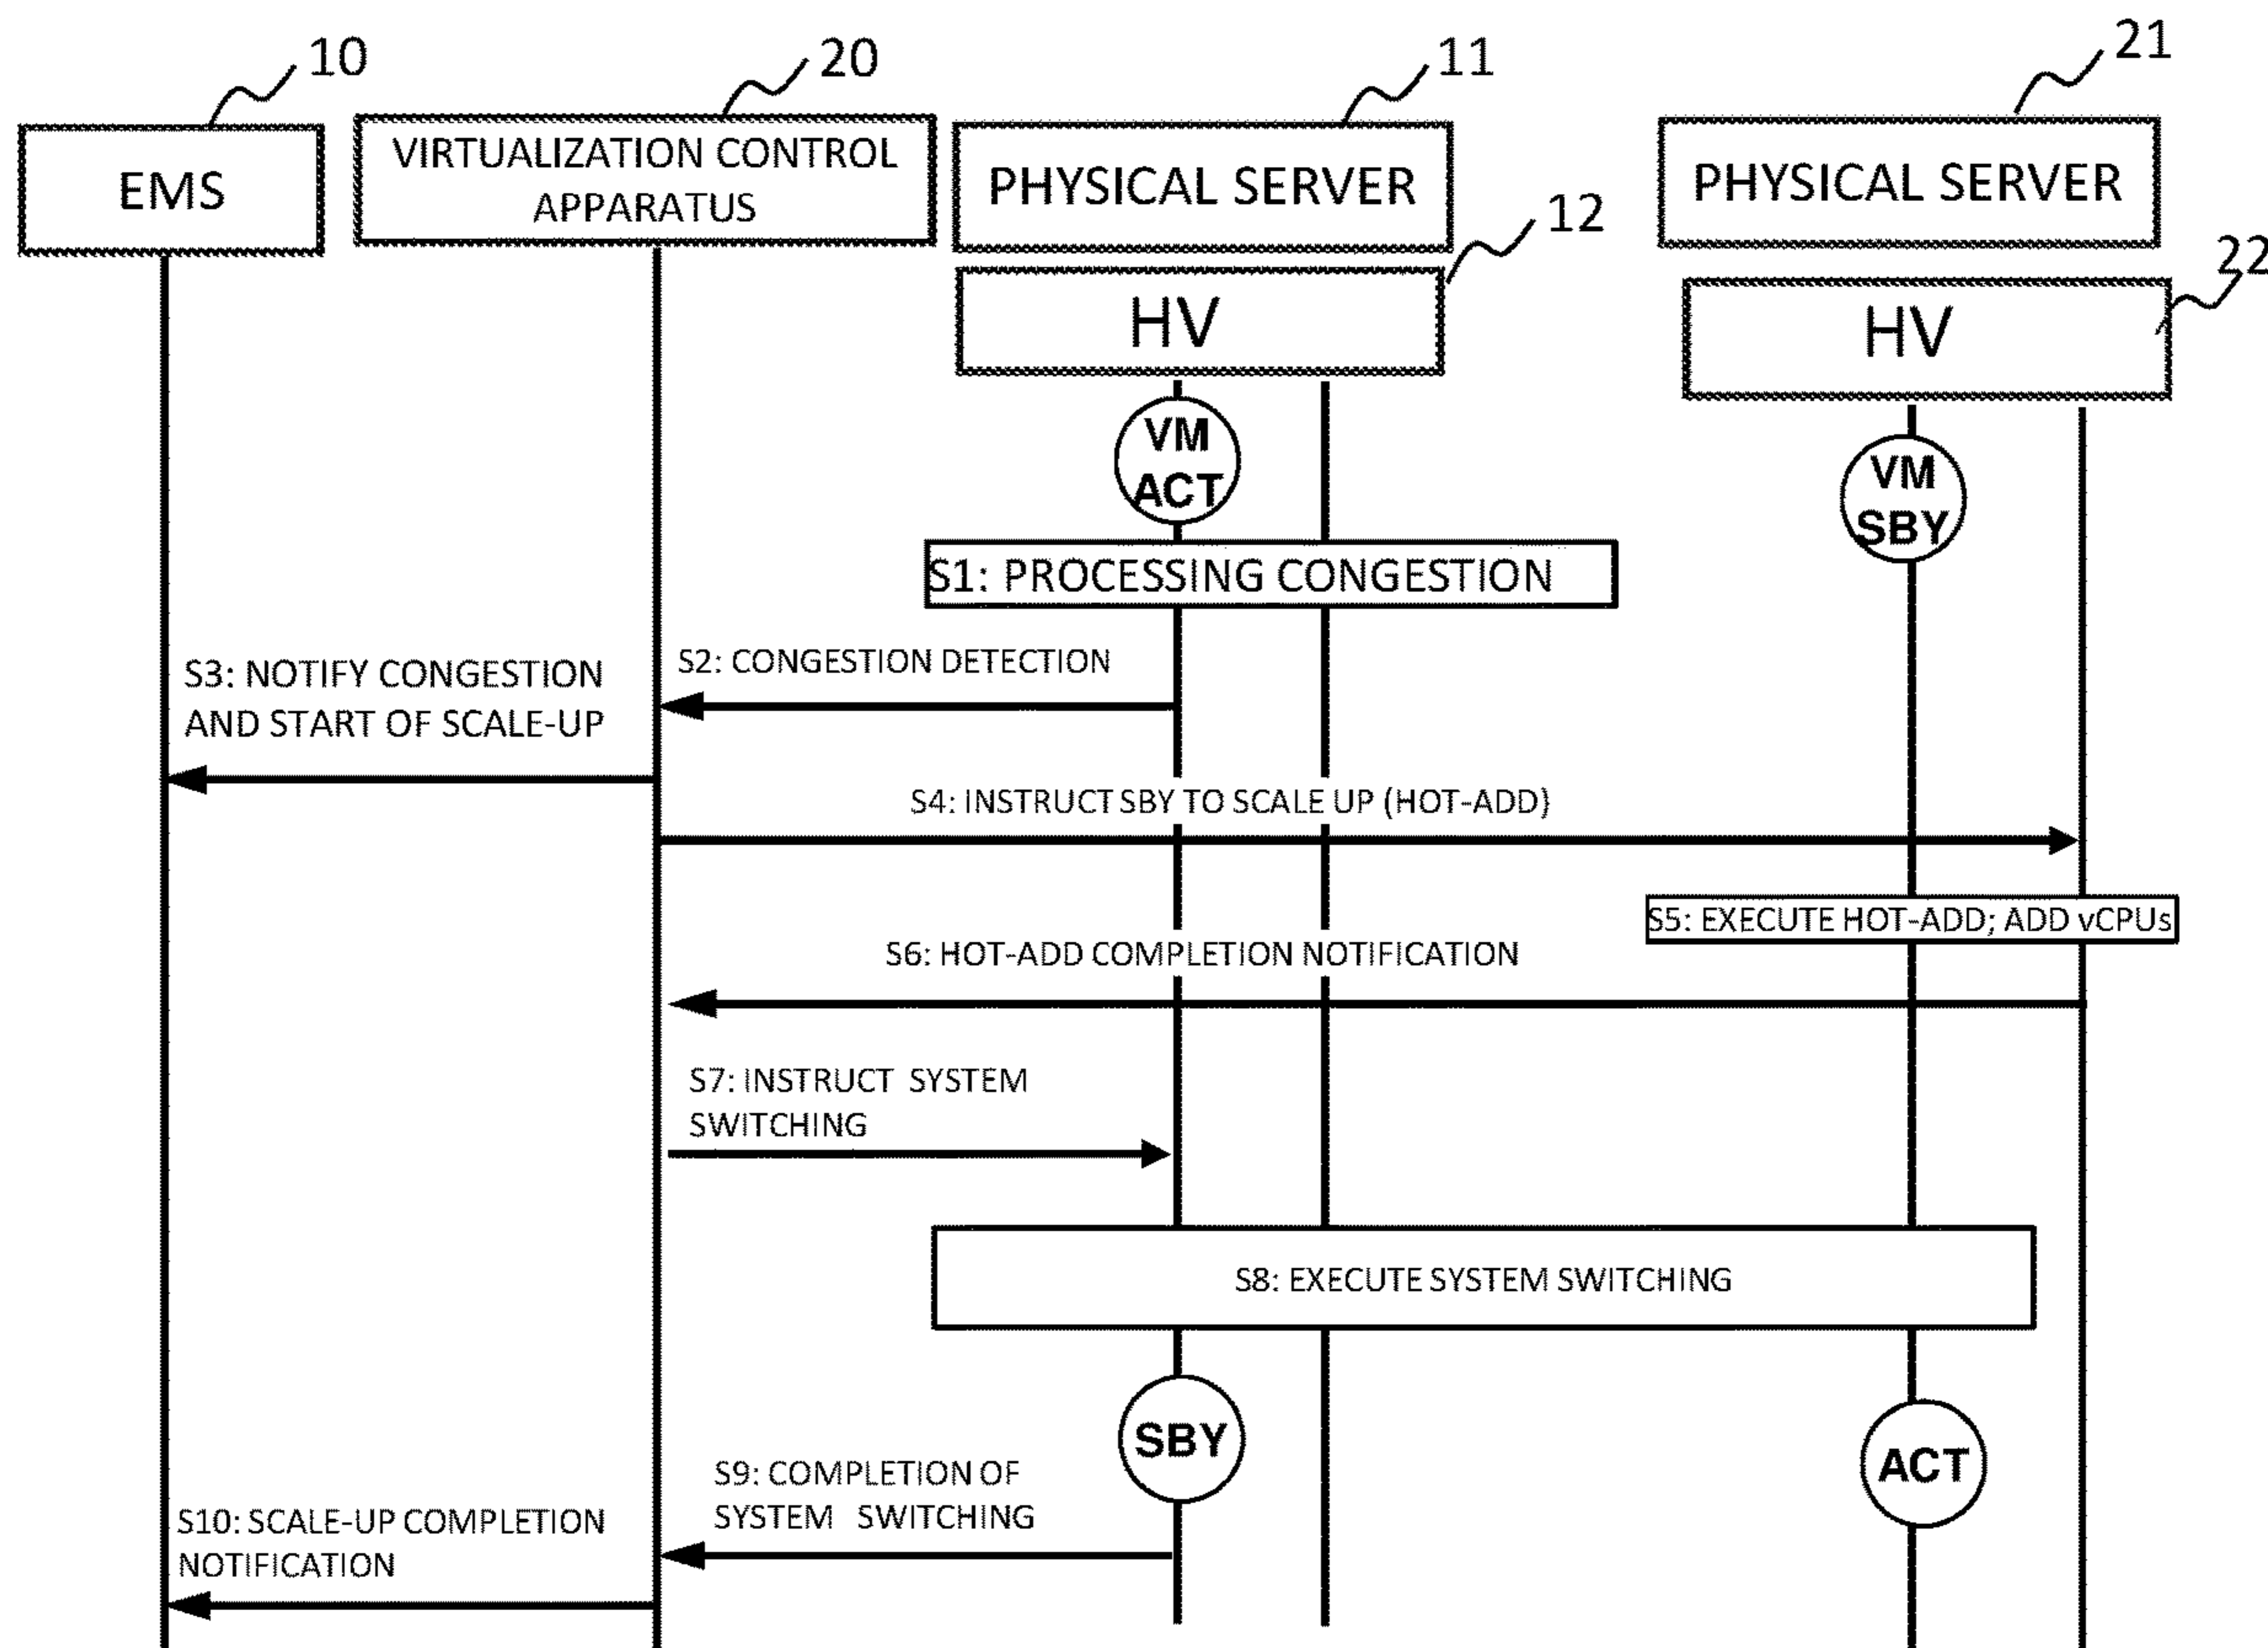 10
20
11
21
EMS
VIRTUALIZATION CONTROL
APPARATUS
PHYSICAL SERVER
PHYSICAL SERVER
12
22
HV
HV
VM
ACT
VM
SBY
S1: PROCESSING CONGESTION
S2: CONGESTION DETECTION
S3: NOTIFY CONGESTION
AND START OF SCALE-UP
S4: INSTRUCT SBY TO SCALE UP (HOT-ADD)
S5: EXECUTE HOT-ADD; ADD vCPUs
S6: HOT-ADD COMPLETION NOTIFICATION
S7: INSTRUCT SYSTEM
SWITCHING
S8: EXECUTE SYSTEM SWITCHING
SBY
ACT
S9: COMPLETION OF
SYSTEM SWITCHING
S10: SCALE-UP COMPLETION
NOTIFICATION